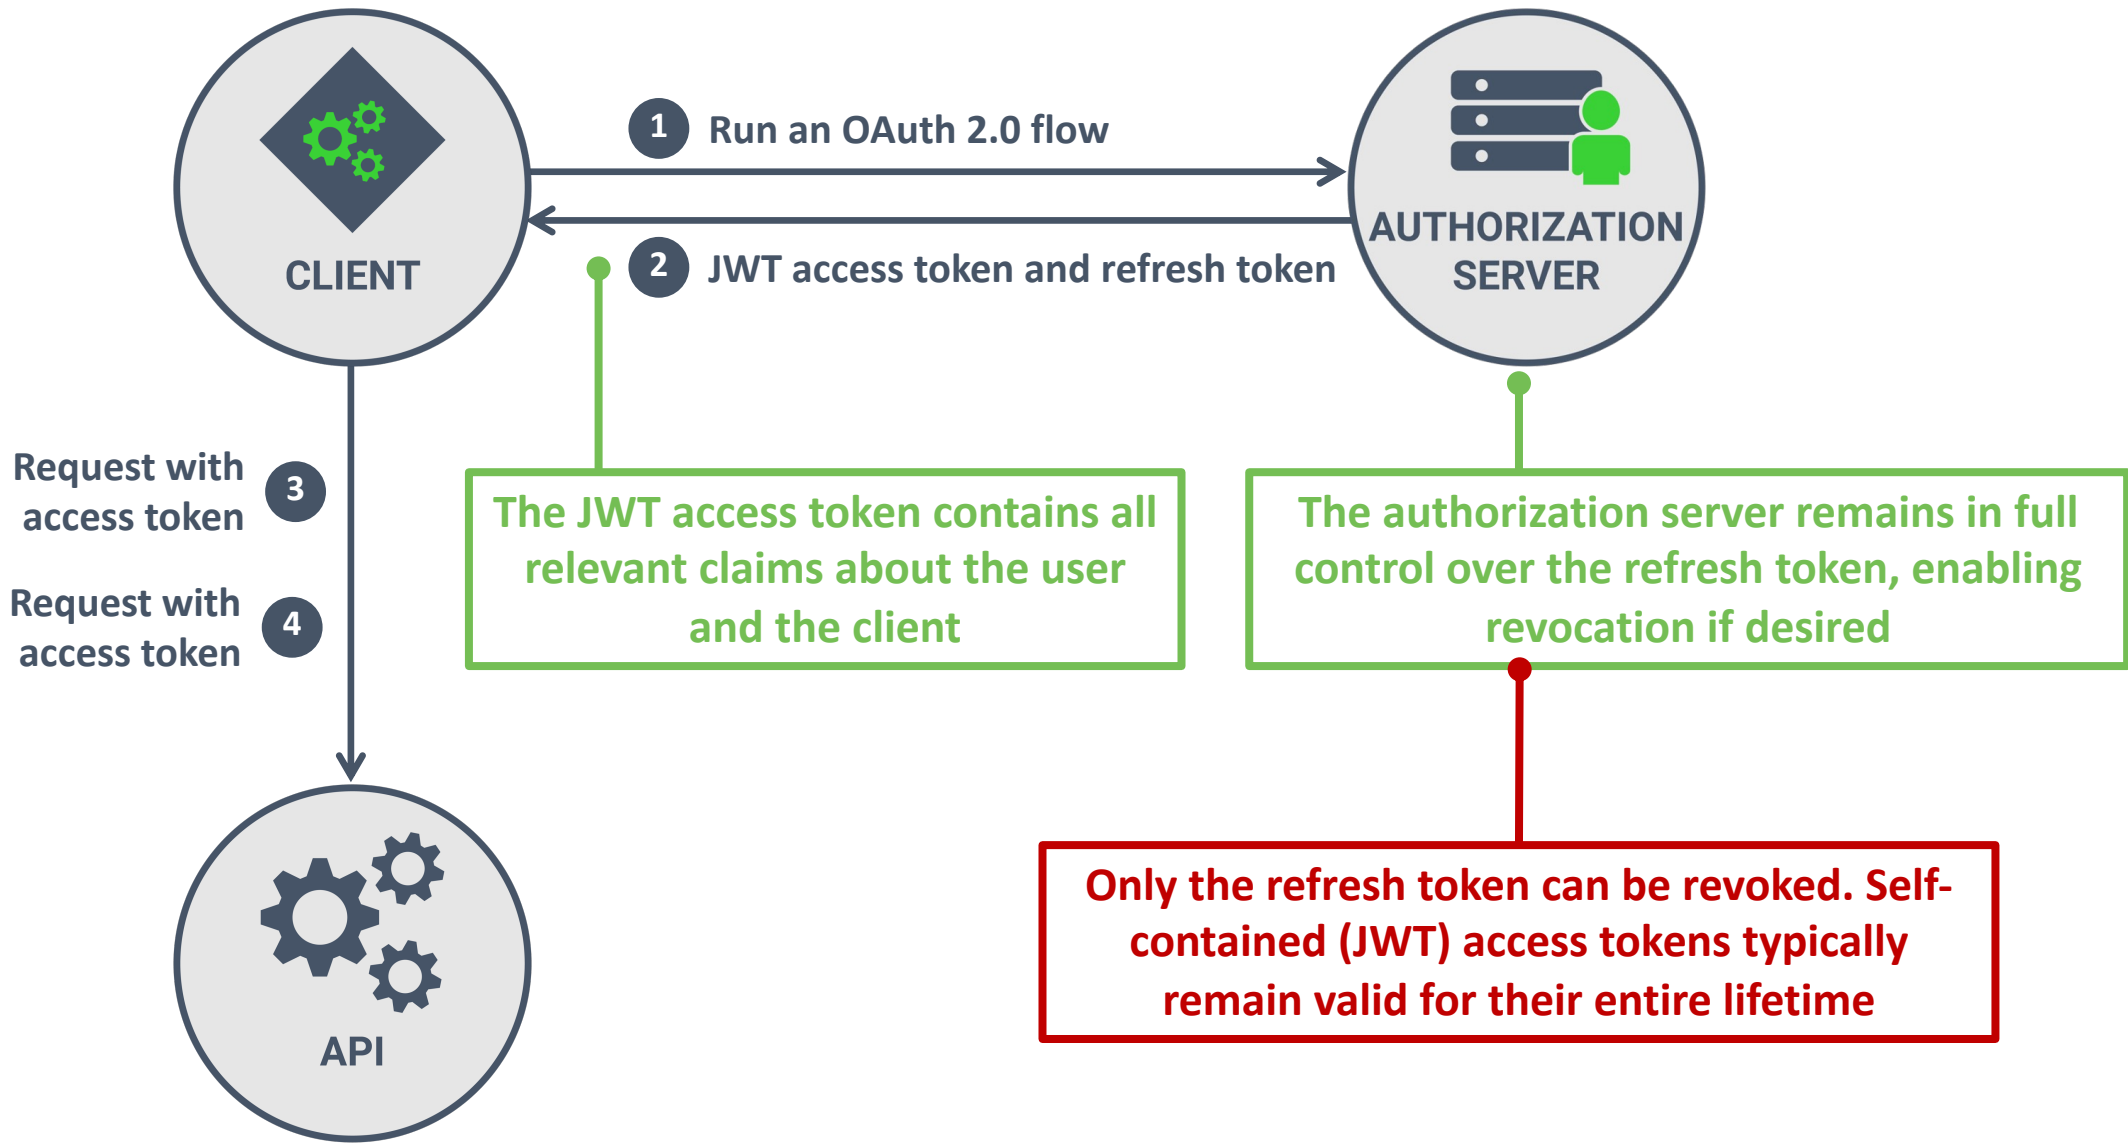 1 Run an OAuth 2.0 flow
CLIENT
AUTHORIZATION
SERVER
2 JWT access token and refresh token
Request with
access token
3
Request with
access token
4
The JWT access token contains all
relevant claims about the user
and the client
The authorization server remains in full
control over the refresh token, enabling
revocation if desired
Only the refresh token can be revoked. Self-
contained (JWT) access tokens typically
remain valid for their entire lifetime
API